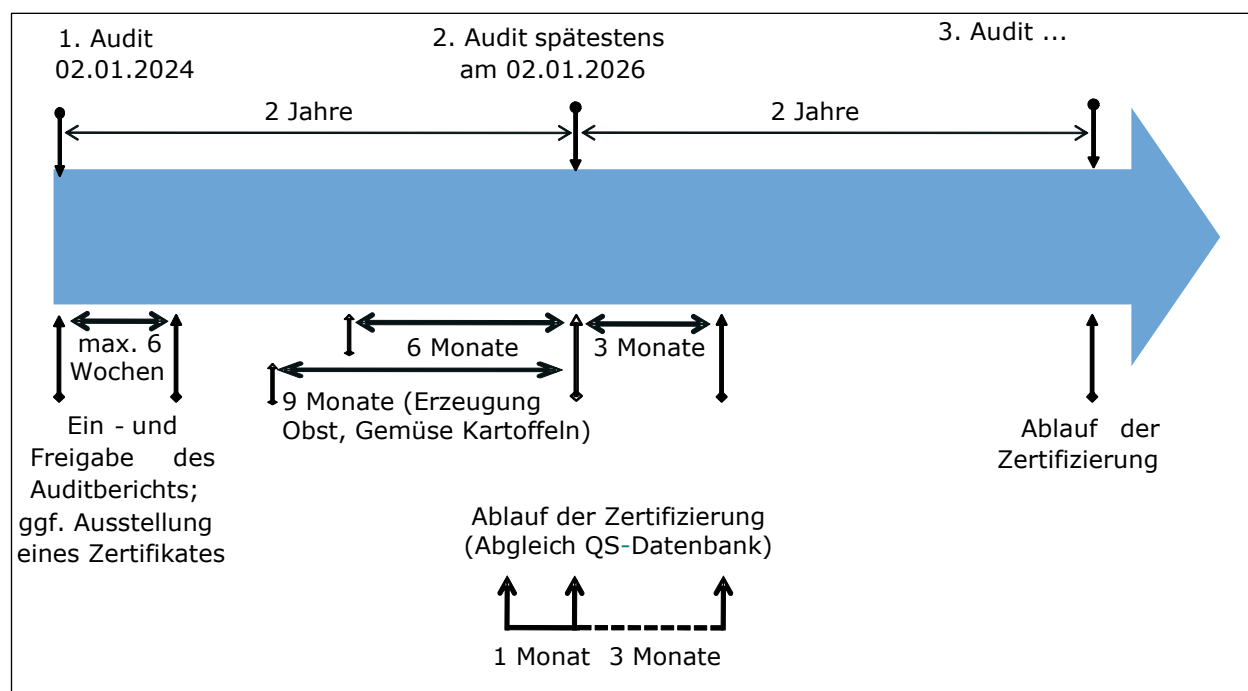 1. Audit
02.01.2024
2. Audit spätestens
am 02.01.2026
3. Audit ...
2 Jahre
2 Jahre
max. 6
Wochen
6 Monate
3 Monate
9 Monate (Erzeugung
Obst, Gemüse Kartoffeln)
Ein - und
Freigabe des
Auditberichts;
ggf. Ausstellung
eines Zertifikates
Ablauf der
Zertifizierung
Ablauf der Zertifizierung
(Abgleich QS-Datenbank)
1 Monat
3 Monate